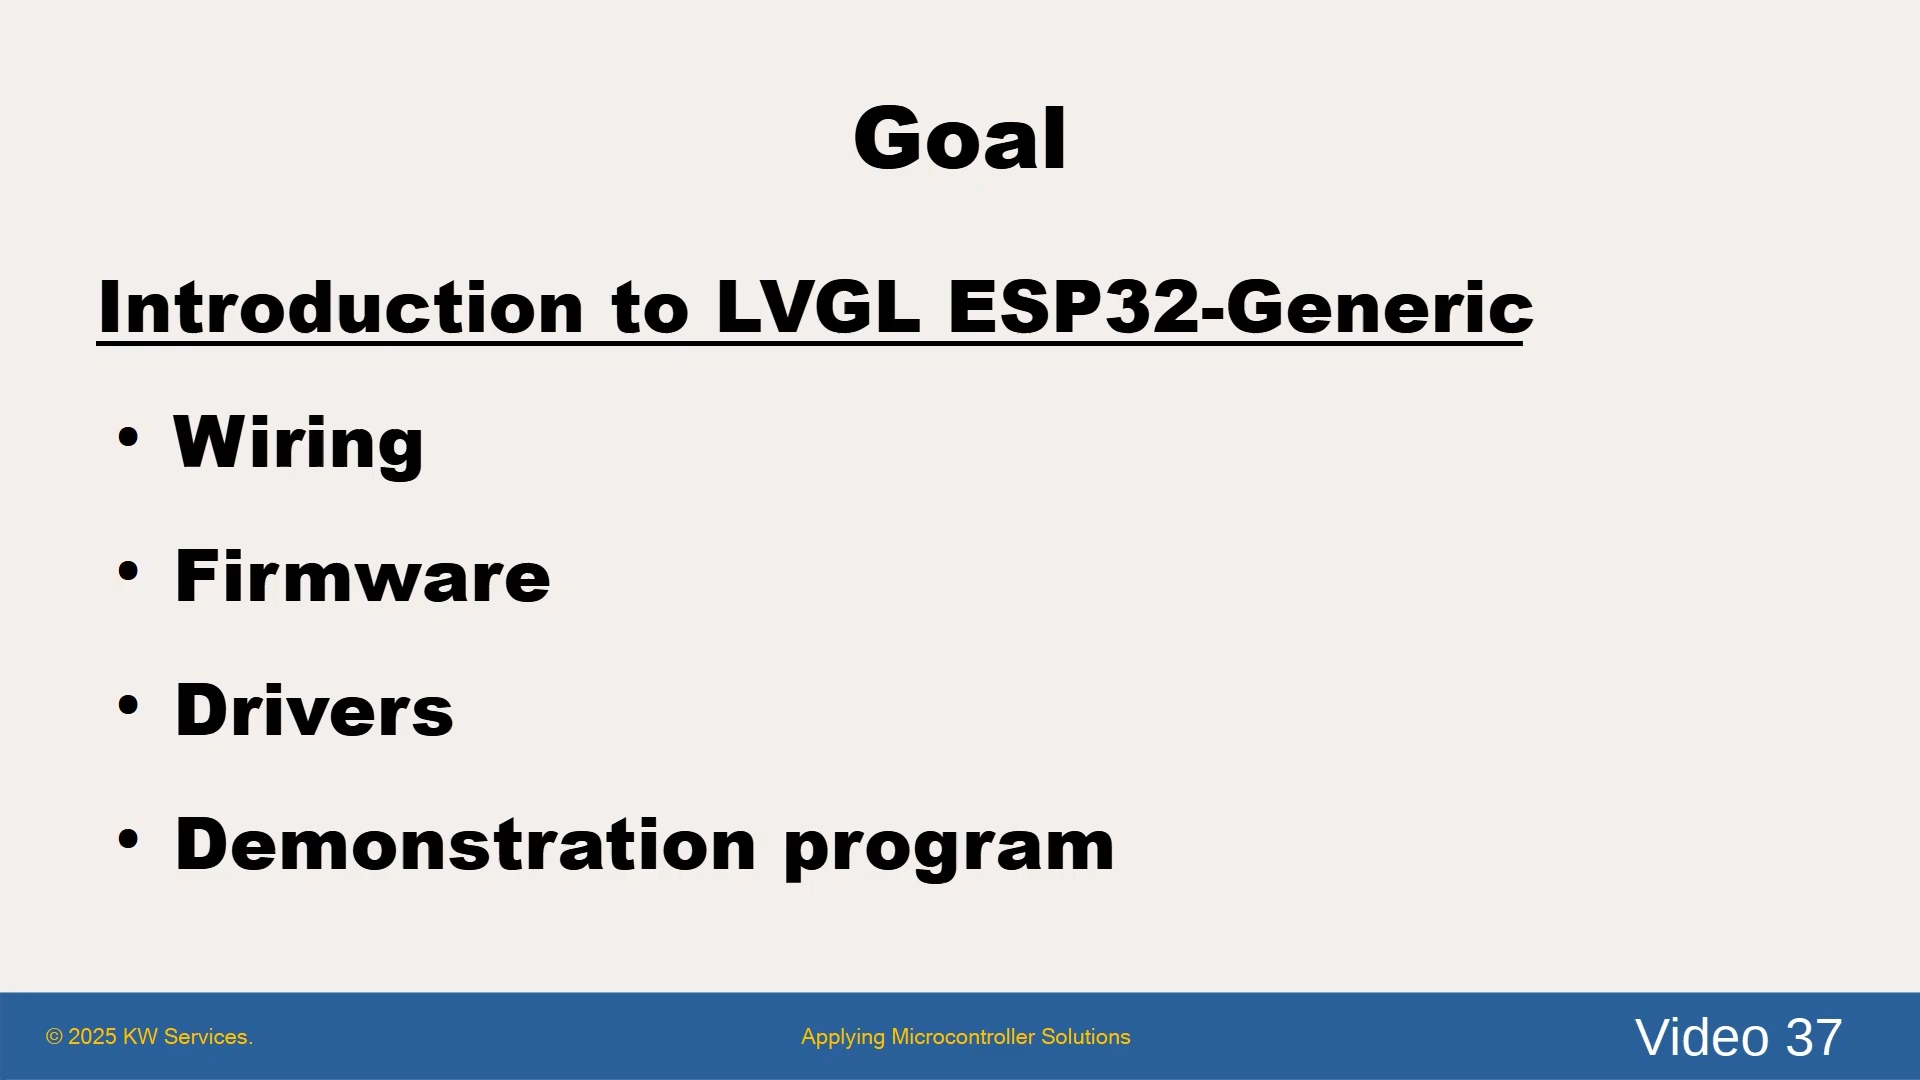 Goal
Introduction to LVGL ESP32-Generic
• Wiring
• Firmware
• Drivers
• Demonstration program
© 2025 KW Services.
Applying Microcontroller Solutions
Video 37